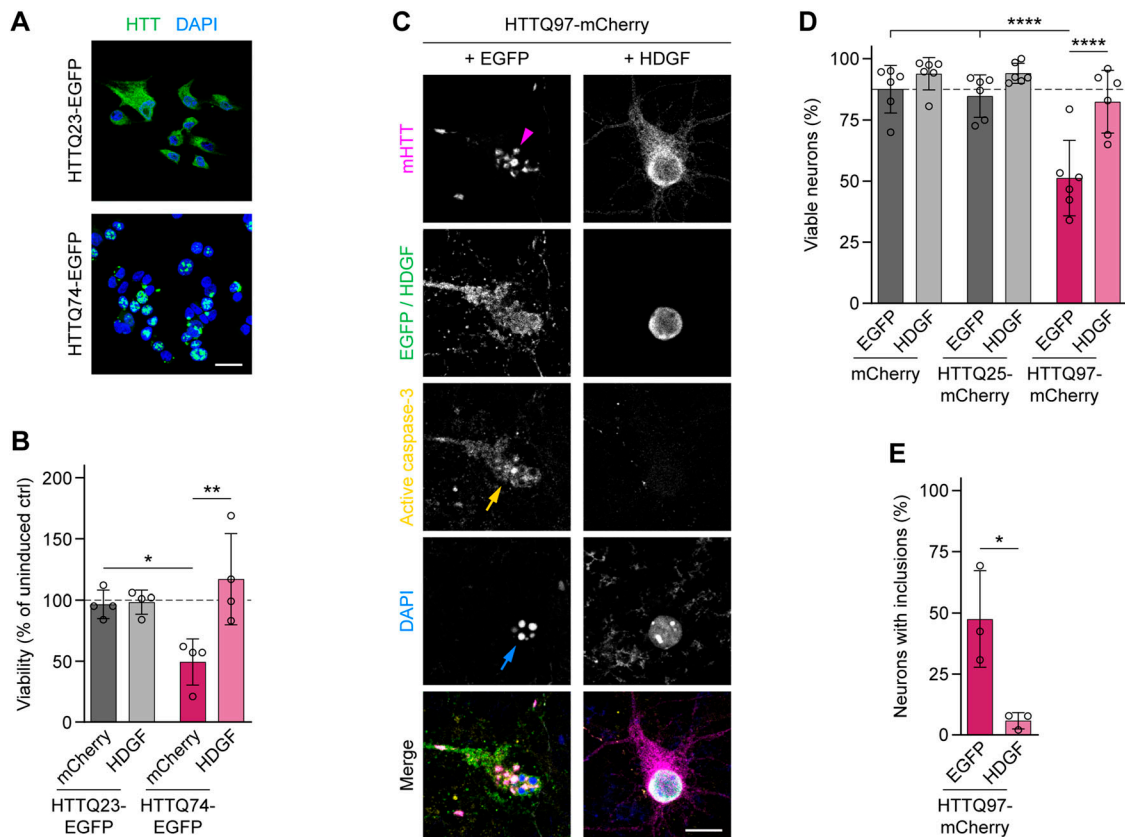 A
HTT DAPI
HTTQ23-EGFP
HTTQ74-EGFP
B
Viability (% of uninduced ctrl)
200
150
100
50
0
*
**
mCherry
HDGF
mCherry
HDGF
HTTQ23-
EGFP
HTTQ74-
EGFP
C
HTTQ97-mCherry
+ EGFP
+ HDGF
mHTT
EGFP / HDGF
Active caspase-3
DAPI
Merge
D
Viable neurons (%)
100
75
50
25
0
****
****
EGFP
HDGF
EGFP
HDGF
EGFP
HDGF
mCherry
HTTQ25-
mCherry
HTTQ97-
mCherry
E
Neurons with inclusions (%)
100
75
50
25
0
*
EGFP
HDGF
HTTQ97-
mCherry